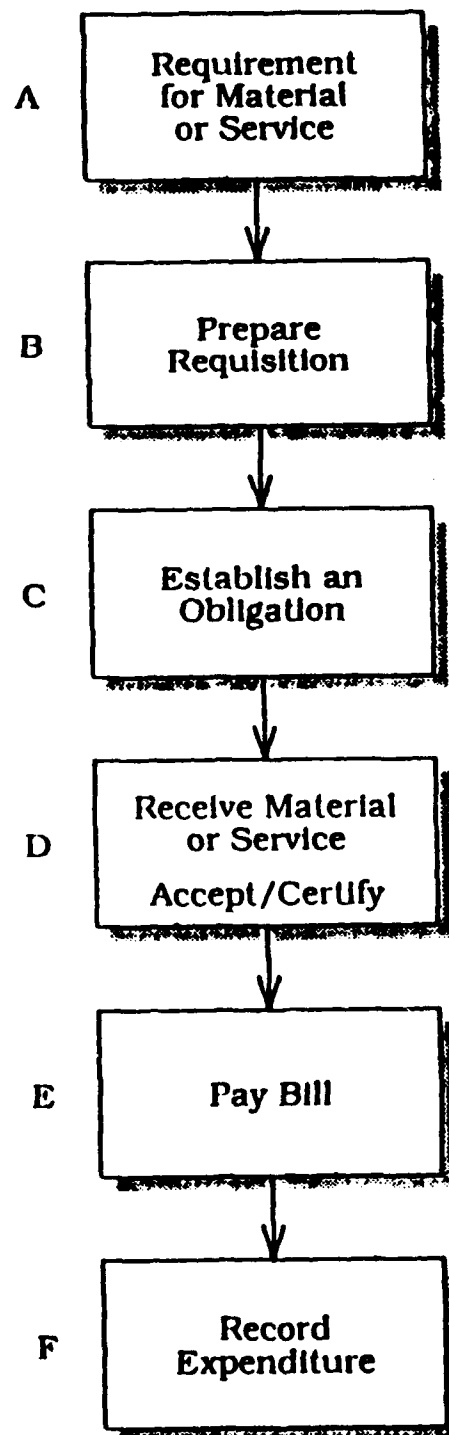 A
Requirement
for Material
or Service
B
Prepare
Requisition
C
Establish an
Obligation
D
Receive Material
or Service
Accept/Certify
E
Pay Bill
F
Record
Expenditure